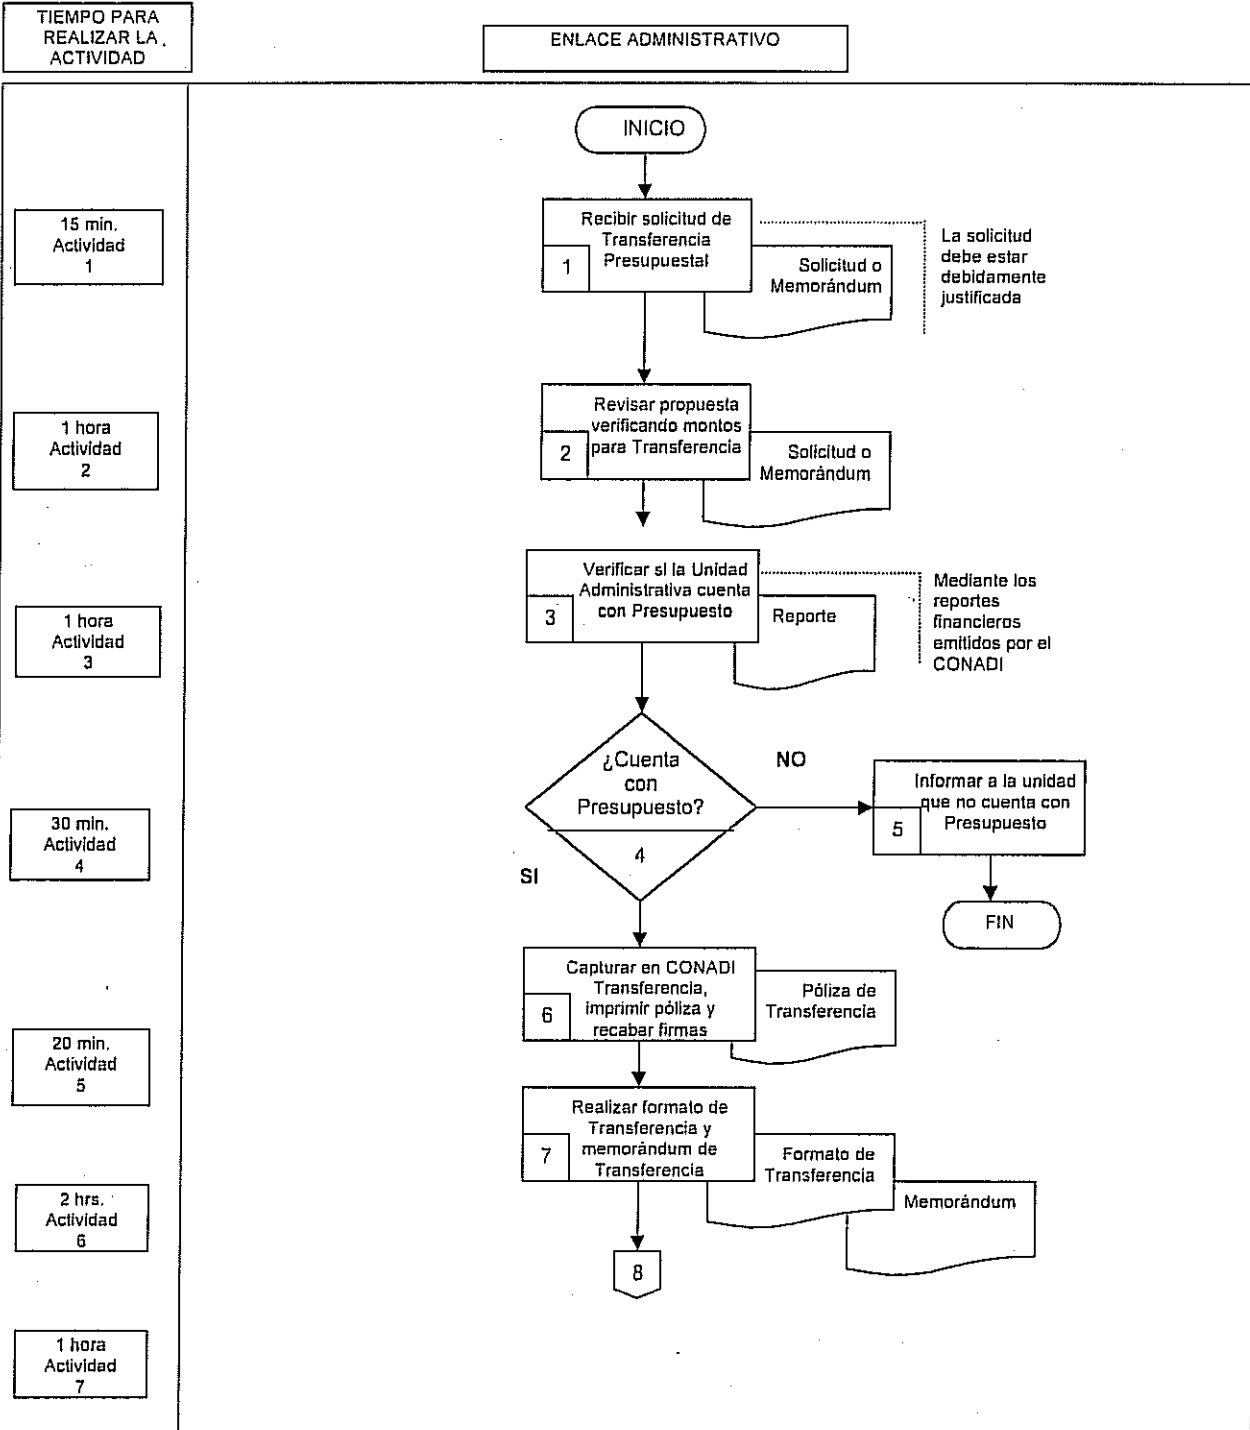 TIEMPO PARA
REALIZAR LA
ACTIVIDAD
ENLACE ADMINISTRATIVO
INICIO
15 min.
Actividad
1
Recibir solicitud de
Transferencia
Presupuestal
1
Solicitud o
Memorándum
La solicitud
debe estar
debidamente
justificada
1 hora
Actividad
2
Revisar propuesta
verificando montos
para Transferencia
2
Solicitud o
Memorándum
1 hora
Actividad
3
Verificar si la Unidad
Administrativa cuenta
con Presupuesto
3
Reporte
Mediante los
reportes
financieros
emitidos por el
CONADI
30 min.
Actividad
4
¿Cuenta
con
Presupuesto?
4
NO
SI
Informar a la unidad
que no cuenta con
Presupuesto
5
FIN
20 min.
Actividad
5
Capturar en CONADI
Transferencia,
imprimir póliza y
recabar firmas
6
Póliza de
Transferencia
2 hrs.
Actividad
6
Realizar formato de
Transferencia y
memorándum de
Transferencia
7
Formato de
Transferencia
Memorándum
8
1 hora
Actividad
7